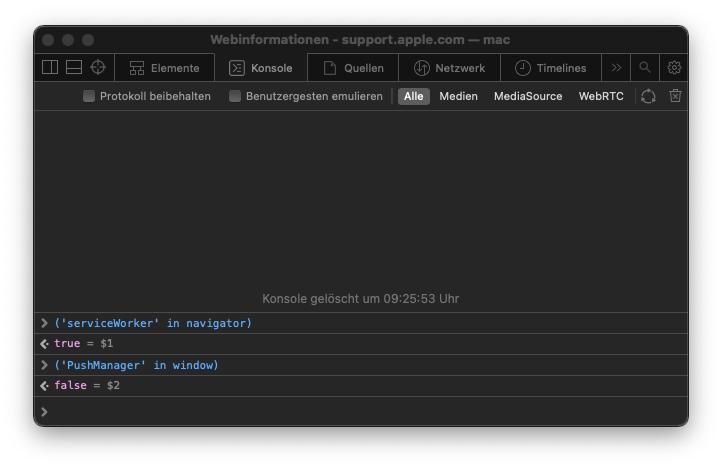 Webinformationen - support.apple.com — mac
Elemente Konsole Quellen Netzwerk Timelines
Protokoll beibehalten Benutzergesten emulieren Alle Medien MediaSource WebRTC
Konsole gelöscht um 09:25:53 Uhr
('serviceWorker' in navigator)
true = $1
('PushManager' in window)
false = $2